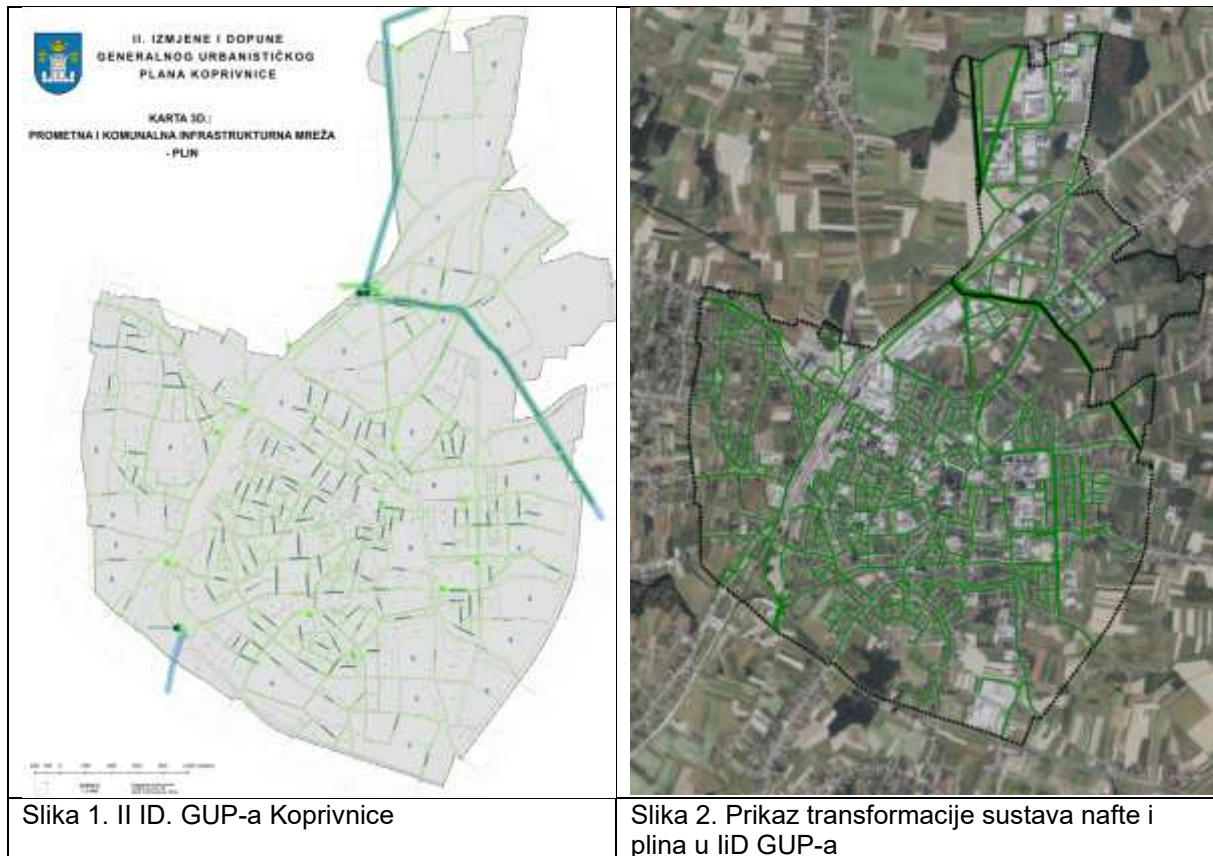 II. IZMJENE I DOPUNE
GENERALNOG URBANISTIČKOG
PLANA KOPRIVNICE
KARTA 3D.:
PROMETNA I KOMUNALNA INFRASTRUKTURNA MREŽA
- PLIN
Slika 1. II ID. GUP-a Koprivnice
Slika 2. Prikaz transformacije sustava nafte i
plina u IiD GUP-a